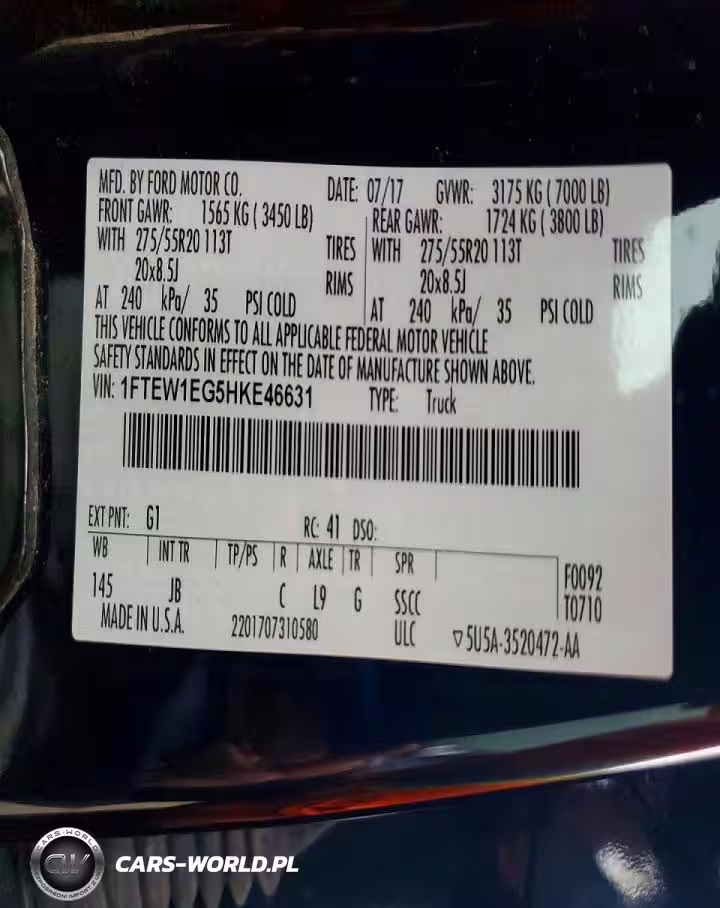 MFD. BY FORD MOTOR CO. DATE: 07/17 GVWR: 3175 KG ( 7000 LB)
FRONT GAWR: 1565 KG ( 3450 LB) REAR GAWR: 1724 KG ( 3800 LB)
WITH 275/55R20 113T TIRES WITH 275/55R20 113T TIRES
20x8.5J RIMS 20x8.5J RIMS
AT 240 kPa/ 35 PSI COLD AT 240 kPa/ 35 PSI COLD
THIS VEHICLE CONFORMS TO ALL APPLICABLE FEDERAL MOTOR VEHICLE
SAFETY STANDARDS IN EFFECT ON THE DATE OF MANUFACTURE SHOWN ABOVE.
VIN: 1FTEW1EG5HKE46631 TYPE: Truck
EXT PNT: G1 RC: 41 DSO:
WB INT TR TP/PS R AXLE TR SPR
F0092
145 JB C L9 G SSCC
T0710
MADE IN U.S.A. 2201707310580 ULC ▽5U5A-3520472-AA
CARS-WORLD
CW
CARS-WORLD.PL